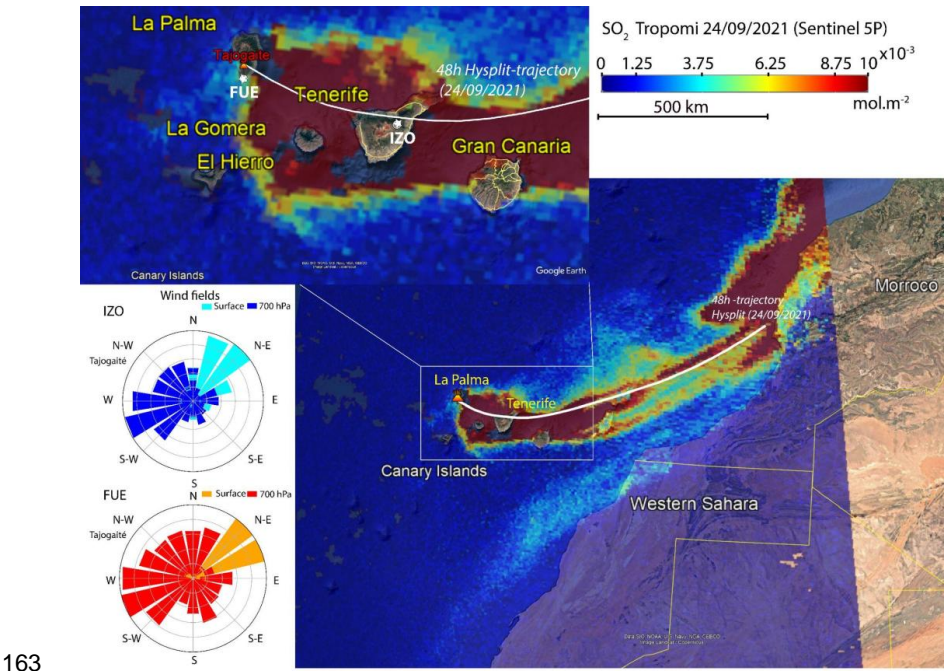 La Palma
Tajogaite
FUE
48h Hysplit-trajectory
(24/09/2021)
Tenerife
IZO
La Gomera
El Hierro
Gran Canaria
Canary Islands
Google Earth
SO2 Tropomi 24/09/2021 (Sentinel 5P)
0 1.25 3.75 6.25 8.75 10 x10-3
500 km
mol.m-2
Morroco
48h -trajectory
Hysplit (24/09/2021)
La Palma
Tenerife
Canary Islands
Western Sahara
Wind fields
IZO
Surface 700 hPa
N
N-W
N-E
Tajogaité
W
E
S-W
S-E
S
FUE
Surface 700 hPa
N
N-W
N-E
Tajogaité
W
E
S-W
S-E
S
163